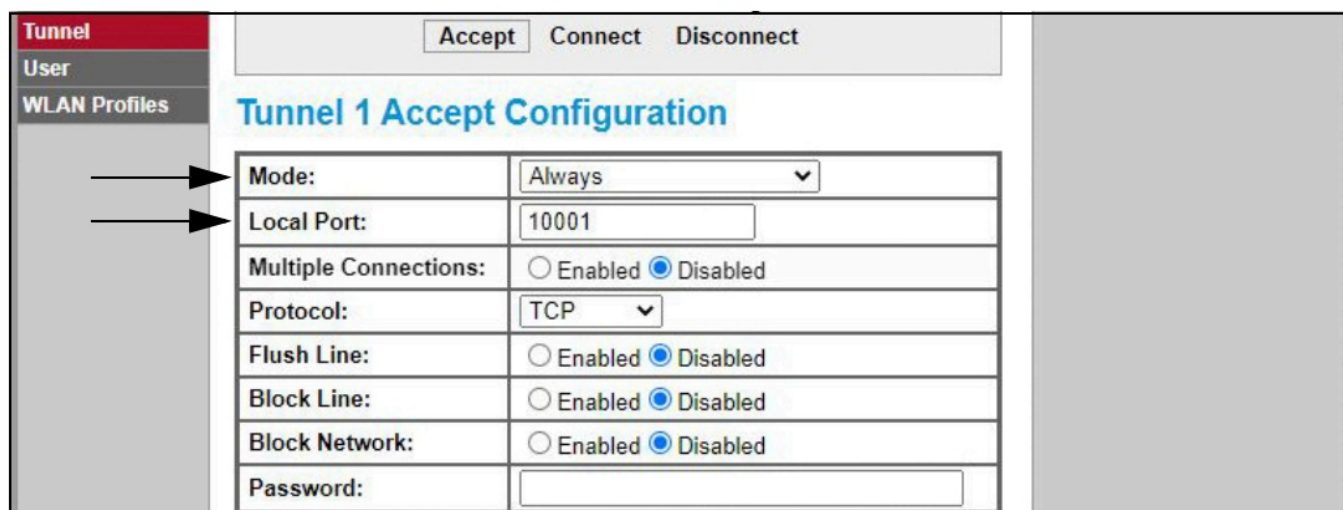 Tunnel
User
WLAN Profiles
Accept Connect Disconnect
Tunnel 1 Accept Configuration
Mode: Always
Local Port: 10001
Multiple Connections: Enabled Disabled
Protocol: TCP
Flush Line: Enabled Disabled
Block Line: Enabled Disabled
Block Network: Enabled Disabled
Password: